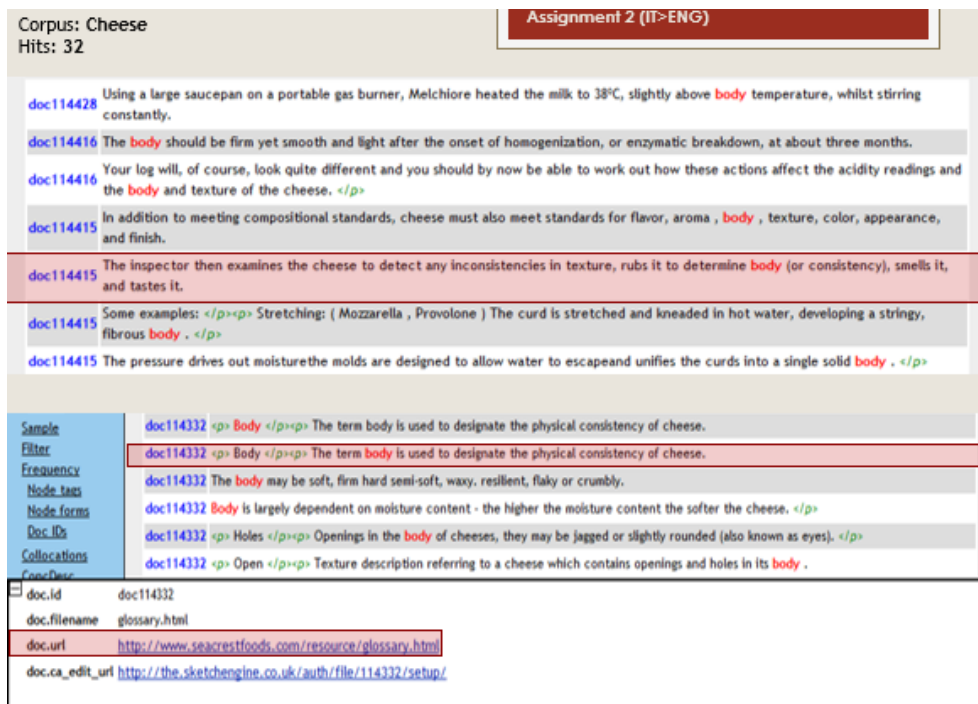 Corpus: Cheese
Hits: 32
Assignment 2 (IT>ENG)
doc114428 Using a large saucepan on a portable gas burner, Melchiore heated the milk to 38ºC, slightly above body temperature, whilst stirring
constantly.
doc114416 The body should be firm yet smooth and light after the onset of homogenization, or enzymatic breakdown, at about three months.
doc114416 Your log will, of course, look quite different and you should by now be able to work out how these actions affect the acidity readings and
the body and texture of the cheese. </p>
doc114415 In addition to meeting compositional standards, cheese must also meet standards for flavor, aroma , body , texture, color, appearance,
and finish.
doc114415 The inspector then examines the cheese to detect any inconsistencies in texture, rubs it to determine body (or consistency), smells it,
and tastes it.
doc114415 Some examples: </p><p> Stretching: ( Mozzarella , Provolone ) The curd is stretched and kneaded in hot water, developing a stringy,
fibrous body . </p>
doc114415 The pressure drives out moisturethe molds are designed to allow water to escapeand unifies the curds into a single solid body . </p>
Sample
Filter
Frequency
Node tags
Node forms
Doc IDs
Collocations
ConcDesc
doc114332 <p> Body </p><p> The term body is used to designate the physical consistency of cheese.
doc114332 <p> Body </p><p> The term body is used to designate the physical consistency of cheese.
doc114332 The body may be soft, firm hard semi-soft, waxy. resilient, flaky or crumbly.
doc114332 Body is largely dependent on moisture content - the higher the moisture content the softer the cheese. </p>
doc114332 <p> Holes </p><p> Openings in the body of cheeses, they may be jagged or slightly rounded (also known as eyes). </p>
doc114332 <p> Open </p><p> Texture description referring to a cheese which contains openings and holes in its body .
doc.id doc114332
doc.filename glossary.html
doc.url http://www.seacrestfoods.com/resource/glossary.html
doc.ca_edit_url http://the.sketchengine.co.uk/auth/file/114332/setup/